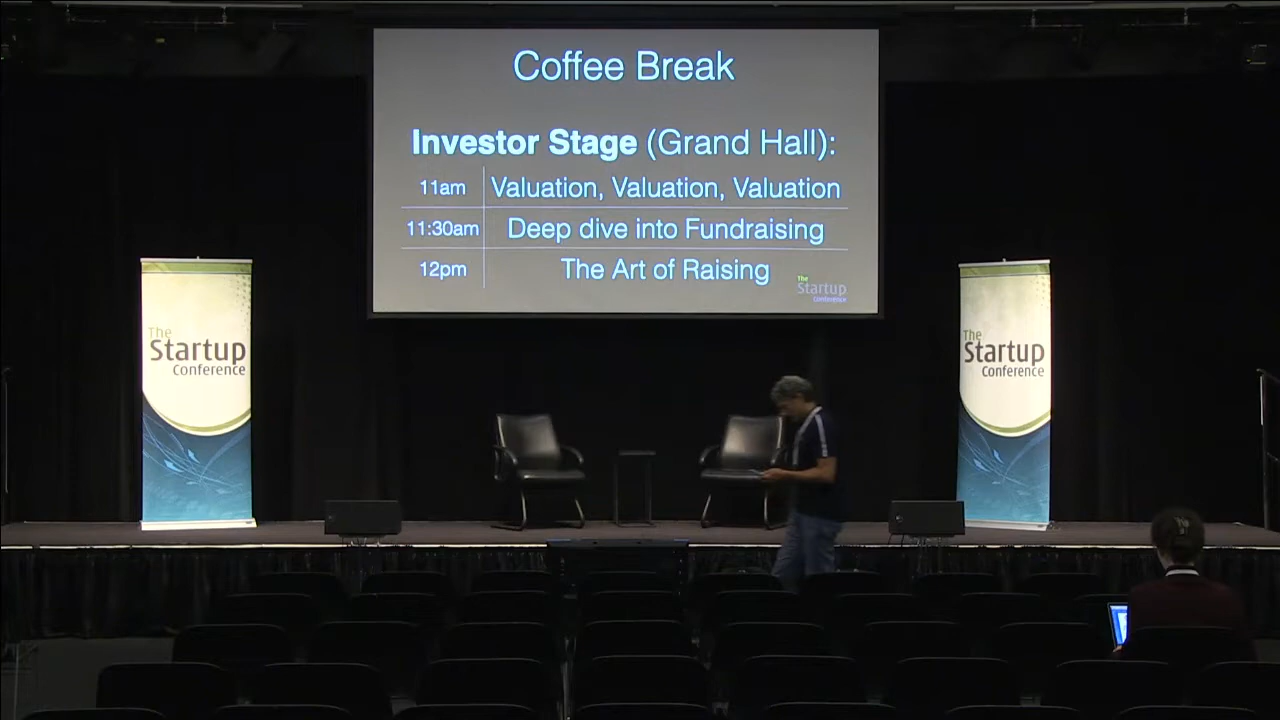 Coffee Break
Investor Stage (Grand Hall):
11am Valuation, Valuation, Valuation
11:30am Deep dive into Fundraising
12pm The Art of Raising
The
Startup
Conference
The
Startup
Conference
The
Startup
Conference